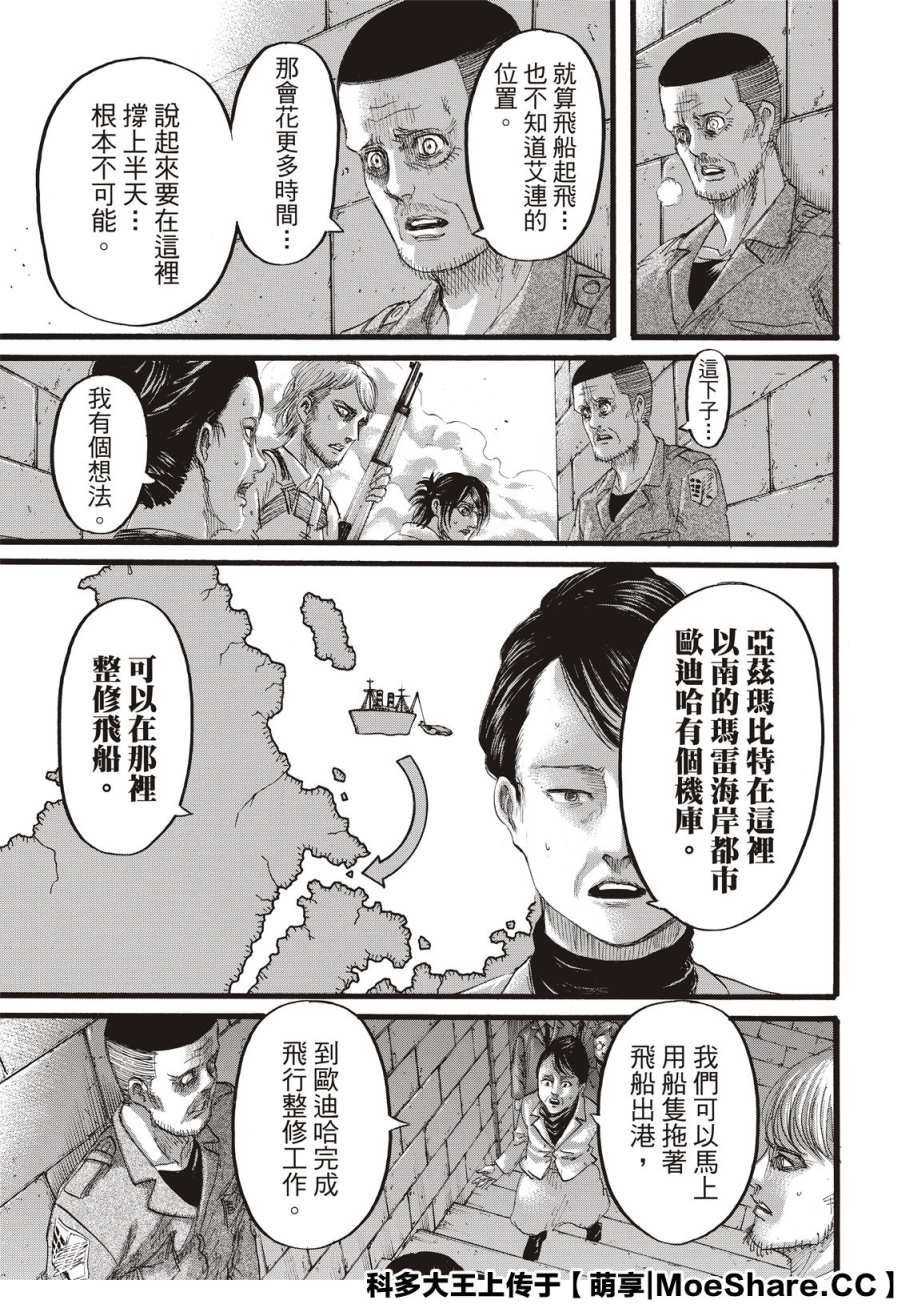 就算飛船起飛…
也不知道艾連的
位置。
那會花更多時間…
說起來要在這裡
撐上半天…
根本不可能。
這下子…
我有個想法。
亞茲瑪比特在這裡
以南的瑪雷海岸都市
歐迪哈有個機庫。
可以在那裡
整修飛船。
我們可以馬上
用船隻拖著
飛船出港，
到歐迪哈完成
飛行整修工作。
科多大王上传于【萌享|MoeShare.CC】